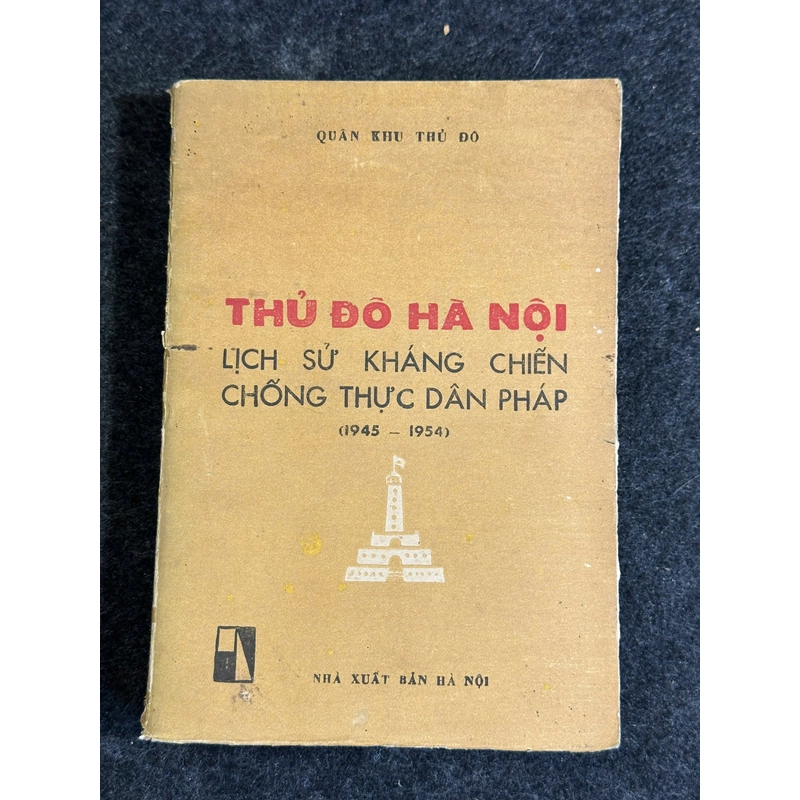 QUÂN KHU THỦ ĐÔ
THỦ ĐÔ HÀ NỘI
LỊCH SỬ KHÁNG CHIẾN
CHỐNG THỰC DÂN PHÁP
(1945 – 1954)
NHÀ XUẤT BẢN HÀ NỘI